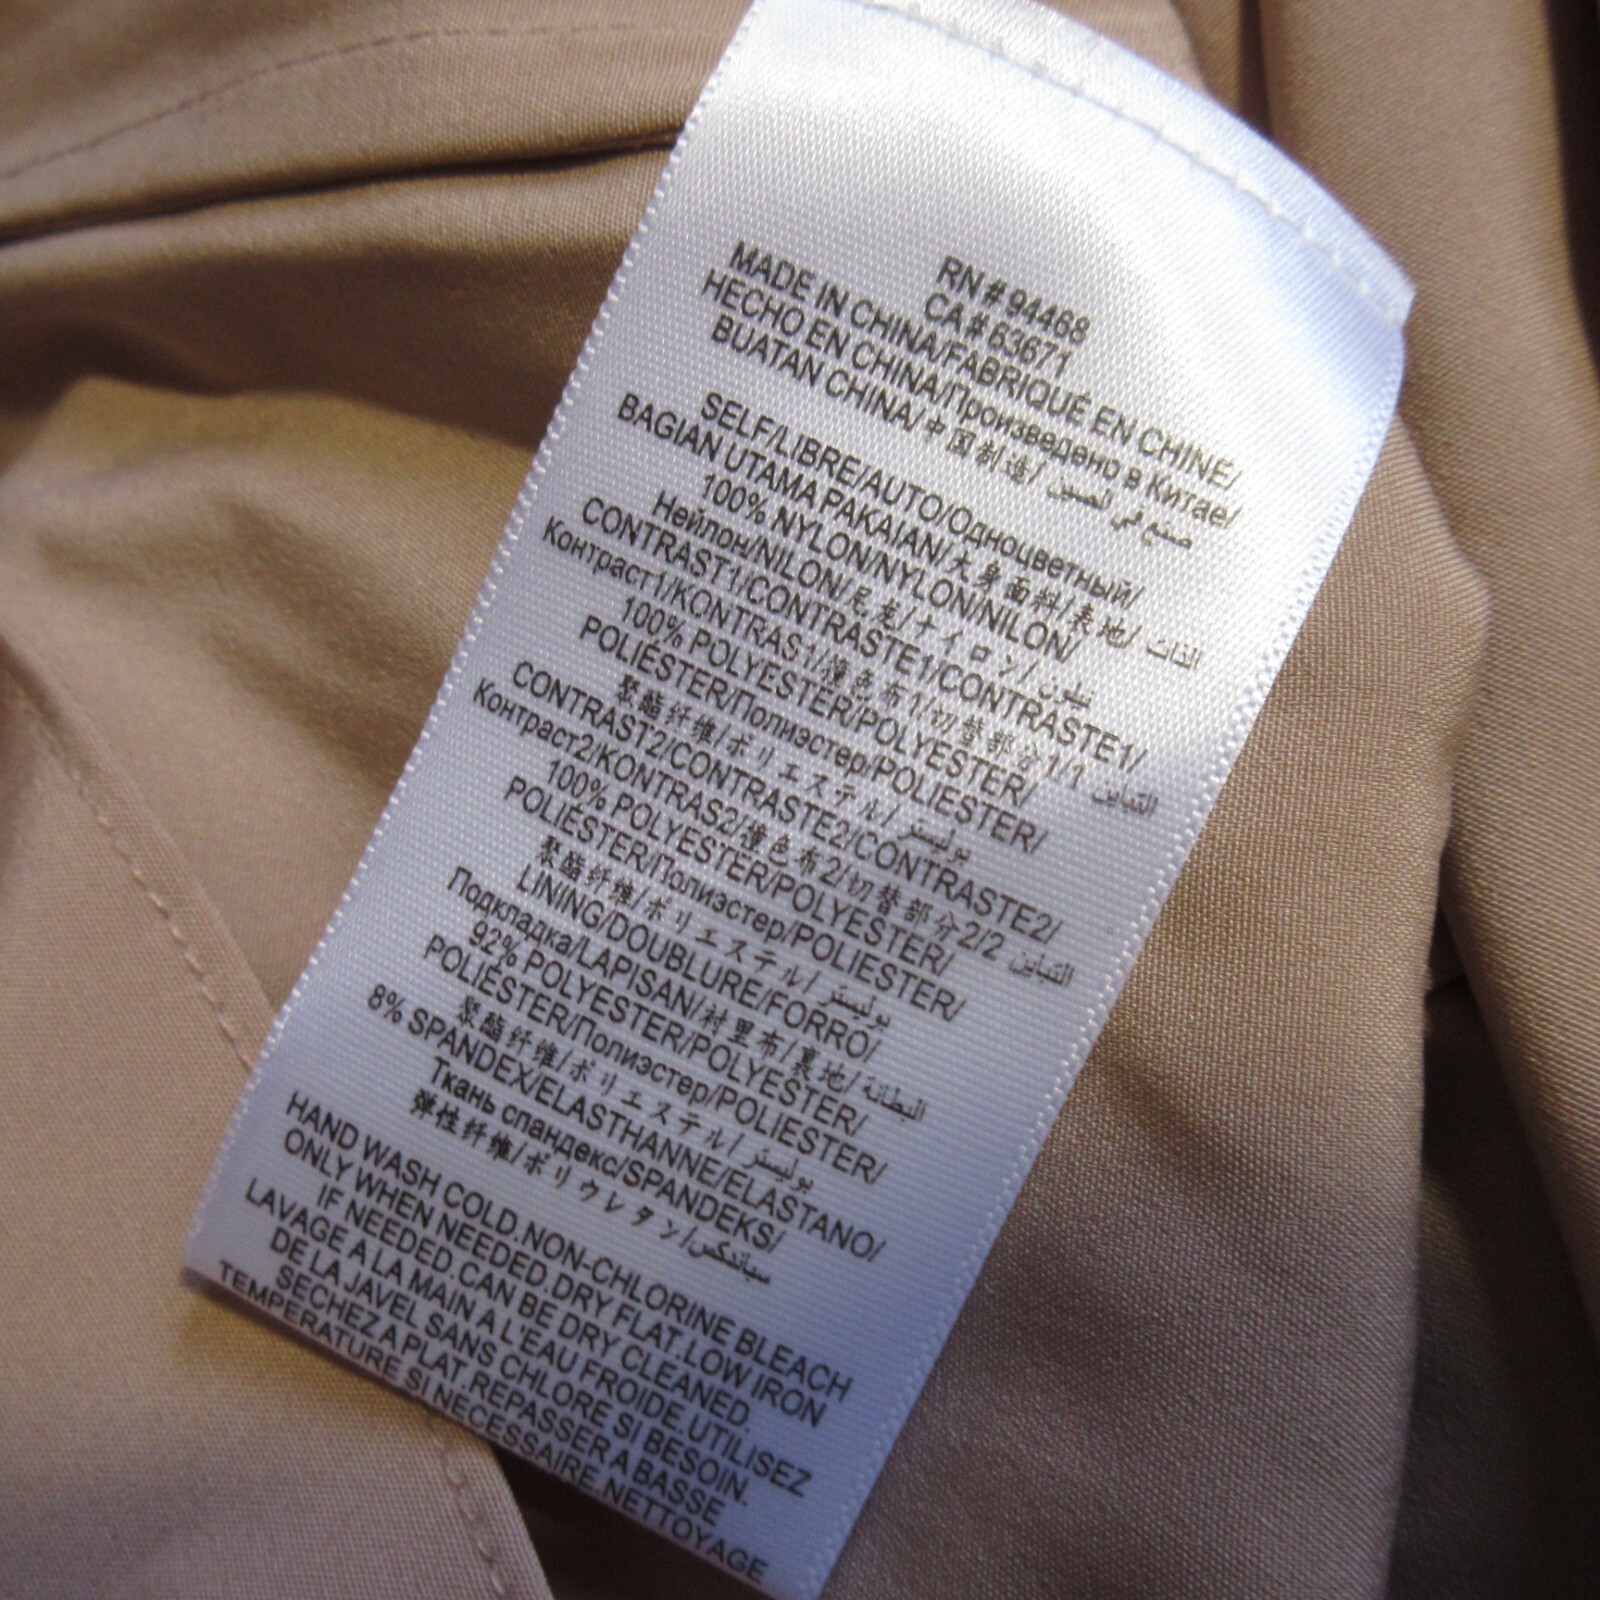 RN # 94468
CA # 63671
MADE IN CHINA/FABRIQUÉ EN CHINE/
HECHO EN CHINA/Произведено в Китае/
BUATAN CHINA/中国制造/ صنع في الصين
SELF/LIBRE/AUTO/Одноцветный/
BAGIAN UTAMA PAKAIAN/大身面料/表地/ الذات
100% NYLON/NYLON/NILON/
Нейлон/NILON/尼龙/ナイロン/نيلون
CONTRAST1/CONTRASTE1/CONTRASTE1/
Контраст1/KONTRAS1/撞色布1/切替部分1/1 التباين
100% POLYESTER/POLYESTER/
POLIÉSTER/Полиэстер/POLIESTER/
聚酯纤维/ポリエステル/ بوليستر
CONTRAST2/CONTRASTE2/CONTRASTE2/
Контраст2/KONTRAS2/撞色布2/切替部分2/2 التباين
100% POLYESTER/POLYESTER/
POLIÉSTER/Полиэстер/POLIESTER/
聚酯纤维/ポリエステル/ بوليستر
LINING/DOUBLURE/FORRO/
Подкладка/LAPISAN/衬里布/裏地/البطانة
92% POLYESTER/POLYESTER/
POLIÉSTER/Полиэстер/POLIESTER/
聚酯纤维/ポリエステル/ بوليستر
8% SPANDEX/ELASTHANNE/ELASTANO/
Ткань спандекс/SPANDEKS/
弹性纤维/ポリウレタン/سباندكس
HAND WASH COLD.NON-CHLORINE BLEACH
ONLY WHEN NEEDED.DRY FLAT.LOW IRON
IF NEEDED.CAN BE DRY CLEANED.
LAVAGE A LA MAIN A L'EAU FROIDE.UTILISEZ
DE LA JAVEL SANS CHLORE SI BESOIN.
SECHEZ A PLAT.REPASSER A BASSE
TEMPERATURE SI NECESSAIRE.NETTOYAGE